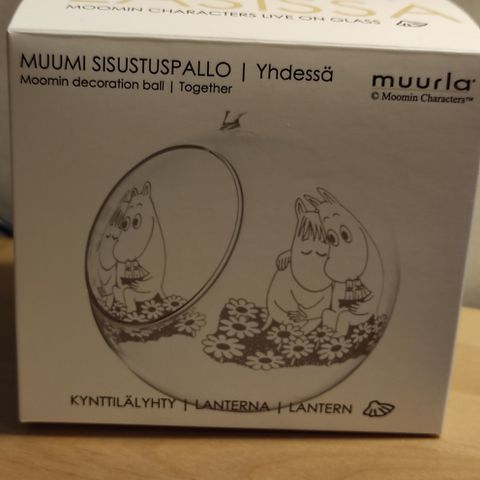 MOOMIN CHARACTERS LIVE ON GLASS
MUUMI SISUSTUSPALLO | Yhdessä
Moomin decoration ball | Together
muurla
© Moomin Characters™
KYNTTILÄLYHTY | LANTERNA | LANTERN